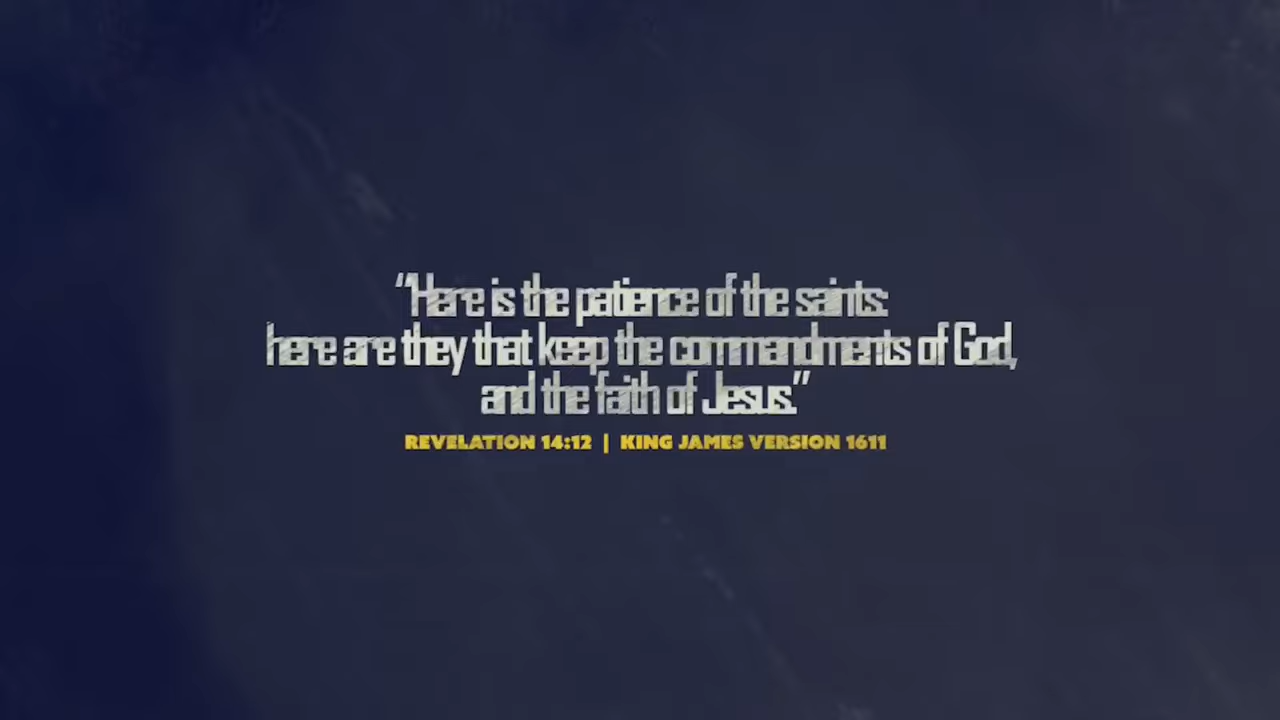 “Here is the patience of the saints:
here are they that keep the commandments of God,
and the faith of Jesus.”
REVELATION 14:12 | KING JAMES VERSION 1611